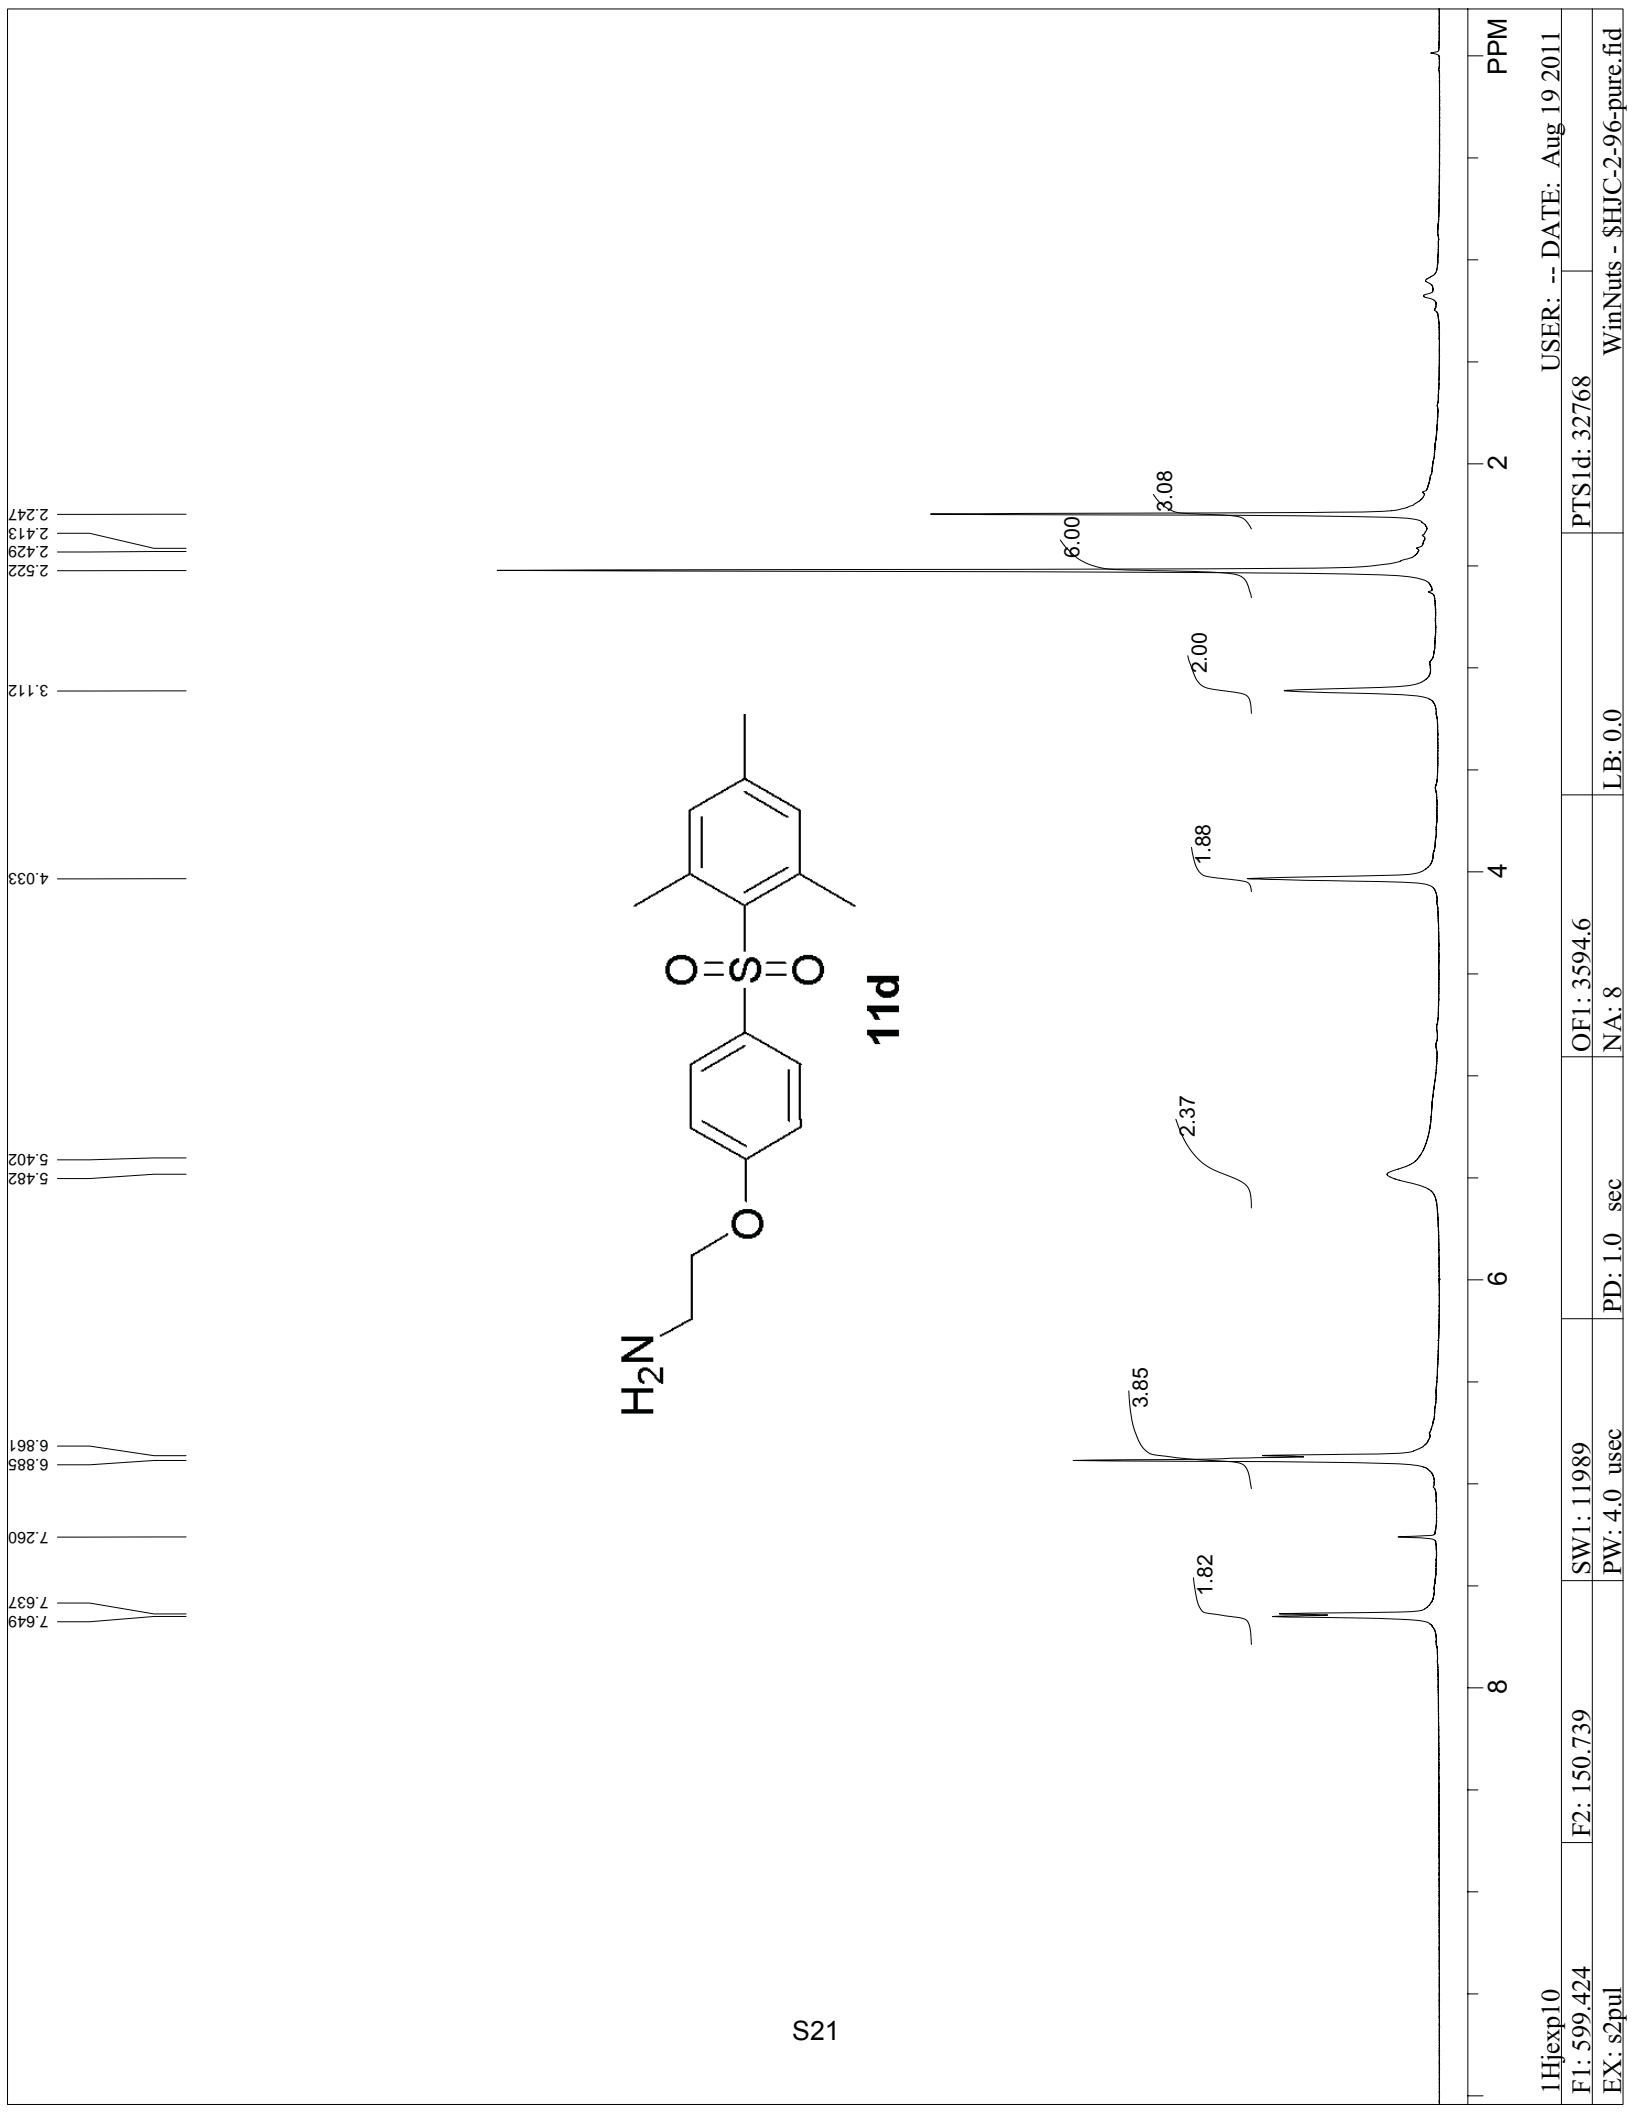 7.649
7.637
7.260
6.885
6.861
5.482
5.402
4.033
3.112
2.522
2.429
2.413
2.247
H2N
O
O
S
O
11d
1.82
3.85
2.37
1.88
2.00
6.00
3.08
8
6
4
2
PPM
1Hjexp10
USER: -- DATE: Aug 19 2011
F1: 599.424
F2: 150.739
SW1: 11989
OF1: 3594.6
PTS1d: 32768
EX: s2pul
PW: 4.0 usec
PD: 1.0 sec
NA: 8
LB: 0.0
WinNuts - $HJC-2-96-pure.fid
S21